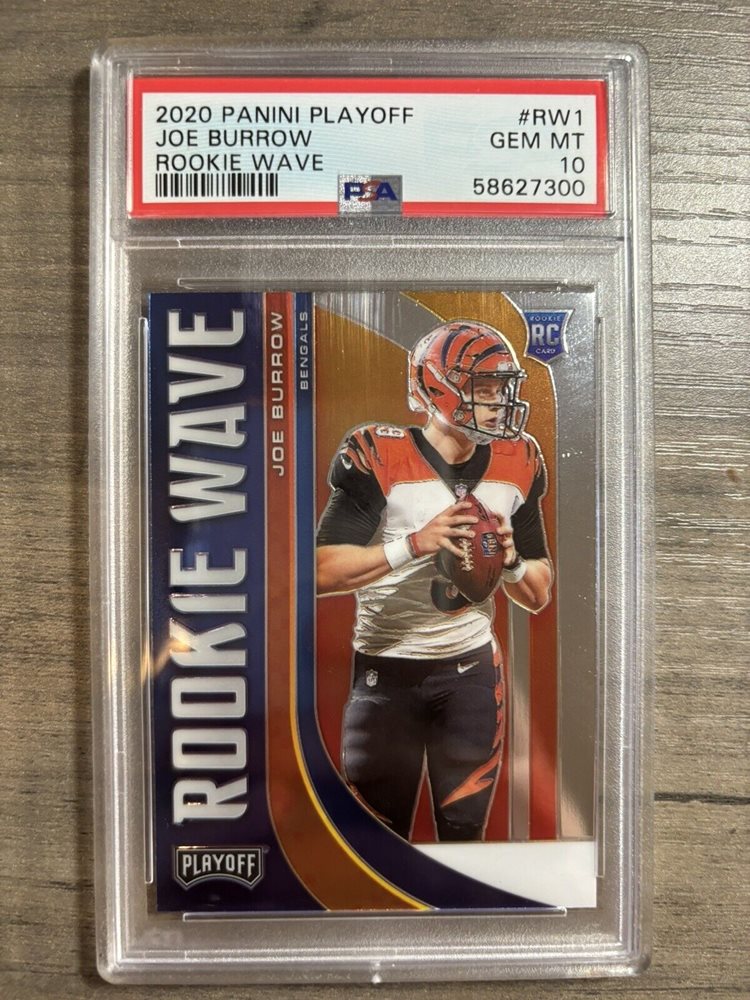 2020 PANINI PLAYOFF #RW1
JOE BURROW GEM MT
ROOKIE WAVE 10
PSA 58627300
ROOKIE WAVE
JOE BURROW
BENGALS
ROOKIE
RC
CARD
9
PLAYOFF